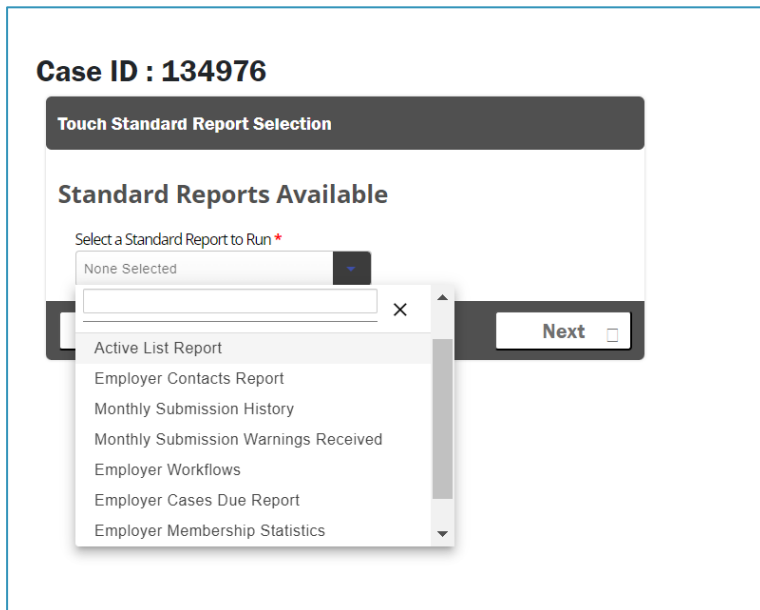 Case ID : 134976
Touch Standard Report Selection
Standard Reports Available
Select a Standard Report to Run *
None Selected
Active List Report
Employer Contacts Report
Monthly Submission History
Monthly Submission Warnings Received
Employer Workflows
Employer Cases Due Report
Employer Membership Statistics
Next